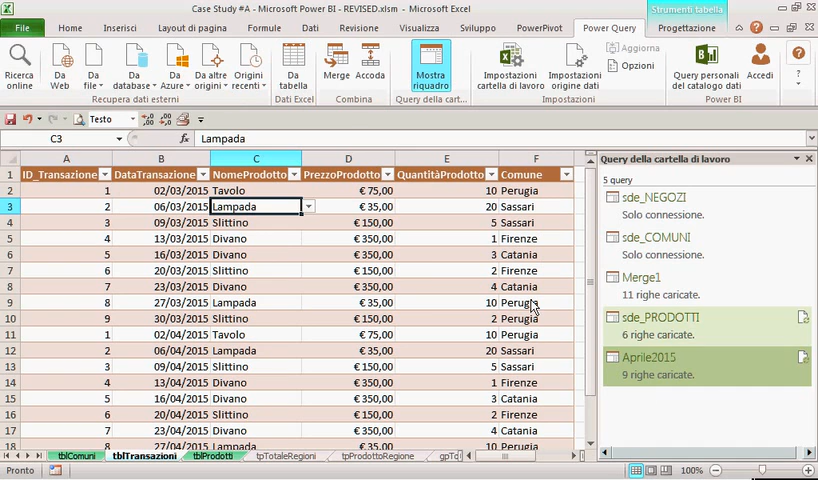 Case Study #A - Microsoft Power BI - REVISED.xlsm - Microsoft Excel
Strumenti tabella
File Home Inserisci Layout di pagina Formule Dati Revisione Visualizza Sviluppo PowerPivot Power Query Progettazione
Ricerca online
Da Web
Da file
Da database
Da Azure
Da altre origini
Origini recenti
Da tabella
Merge
Accoda
Mostra riquadro
Impostazioni cartella di lavoro
Impostazioni origine dati
Aggiorna
Opzioni
Query personali del catalogo dati
Accedi
?
Recupera dati esterni
Dati Excel
Combina
Query della cart...
Impostazioni
Power BI
Testo
C3 fx Lampada
A B C D E F
1 ID_Transazione DataTransazione NomeProdotto PrezzoProdotto QuantitàProdotto Comune
2 1 02/03/2015 Tavolo € 75,00 10 Perugia
3 2 06/03/2015 Lampada € 35,00 20 Sassari
4 3 09/03/2015 Slittino € 150,00 5 Sassari
5 4 13/03/2015 Divano € 350,00 1 Firenze
6 5 16/03/2015 Divano € 350,00 3 Catania
7 6 20/03/2015 Slittino € 150,00 2 Firenze
8 7 23/03/2015 Divano € 350,00 4 Catania
9 8 27/03/2015 Lampada € 35,00 10 Perugia
10 9 30/03/2015 Slittino € 150,00 2 Perugia
11 1 02/04/2015 Tavolo € 75,00 10 Perugia
12 2 06/04/2015 Lampada € 35,00 20 Sassari
13 3 09/04/2015 Slittino € 150,00 5 Sassari
14 4 13/04/2015 Divano € 350,00 1 Firenze
15 5 16/04/2015 Divano € 350,00 3 Catania
16 6 20/04/2015 Slittino € 150,00 2 Firenze
17 7 23/04/2015 Divano € 350,00 4 Catania
18 8 27/04/2015 Lampada € 35,00 10 Perugia
Query della cartella di lavoro
5 query
sde_NEGOZI
Solo connessione.
sde_COMUNI
Solo connessione.
Merge1
11 righe caricate.
sde_PRODOTTI
6 righe caricate.
Aprile2015
9 righe caricate.
tblComuni tblTransazioni tblProdotti tpTotaleRegioni tpProdottoRegione
Pronto
100%